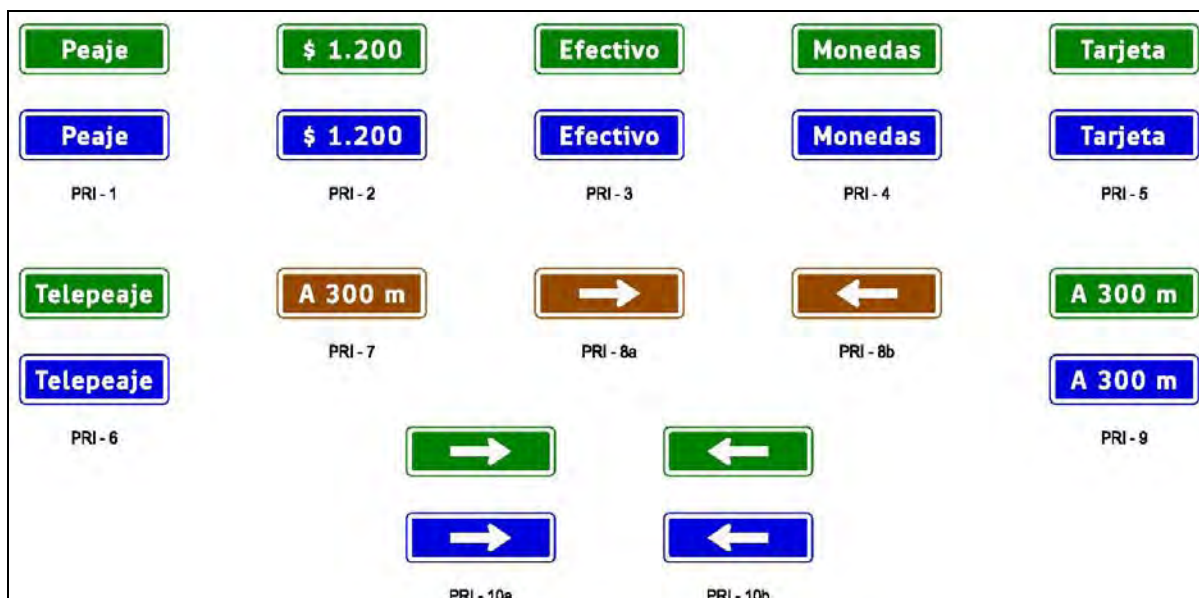 Peaje $ 1.200 Efectivo Monedas Tarjeta
Peaje $ 1.200 Efectivo Monedas Tarjeta
PRI - 1 PRI - 2 PRI - 3 PRI - 4 PRI - 5
Telepeaje A 300 m A 300 m
PRI - 7 PRI - 8a PRI - 8b
Telepeaje A 300 m
PRI - 6 PRI - 9
PRI - 10a PRI - 10b